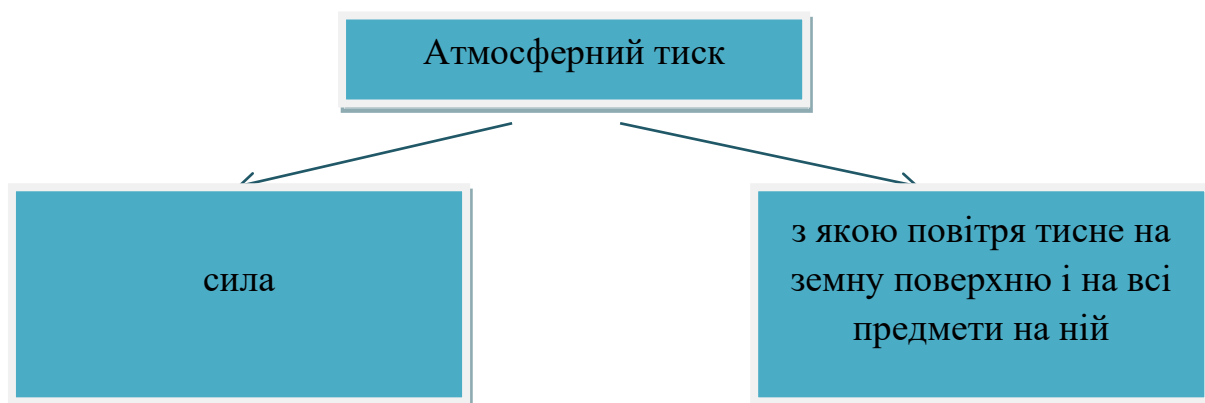 Атмосферний тиск
сила
з якою повітря тисне на
земну поверхню і на всі
предмети на ній